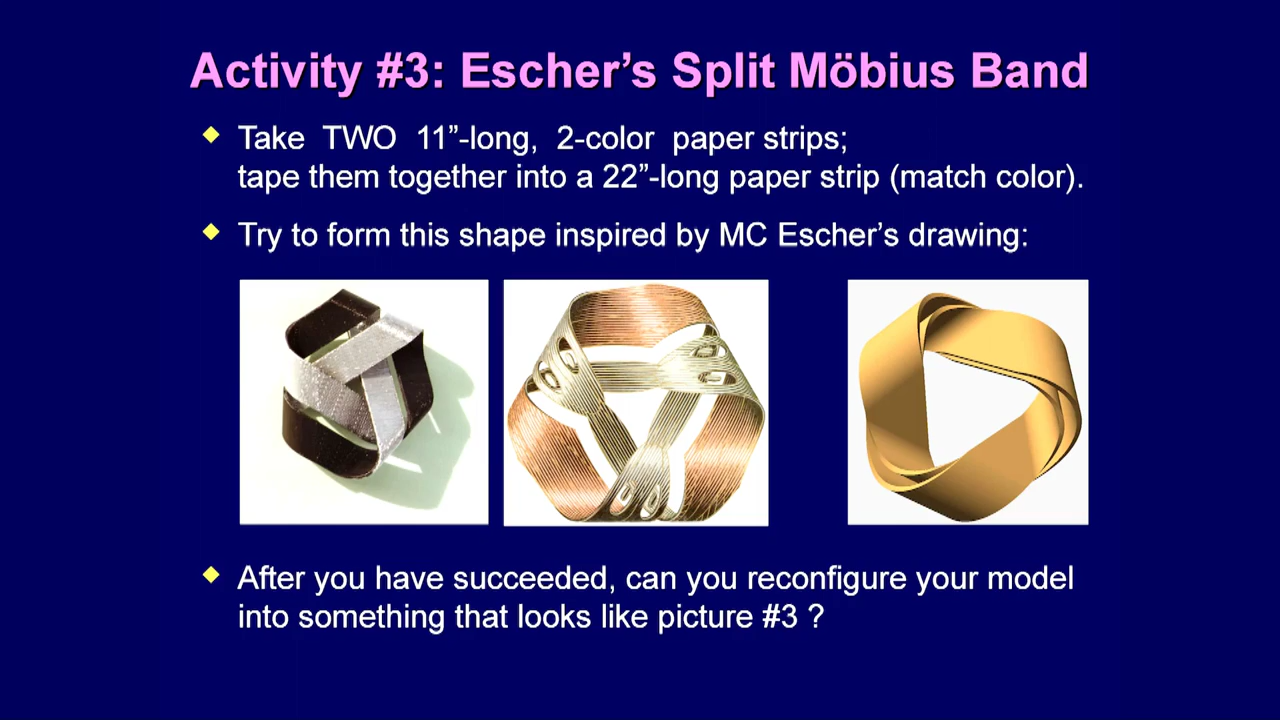 Activity #3: Escher’s Split Möbius Band
Take TWO 11”-long, 2-color paper strips;
tape them together into a 22”-long paper strip (match color).
Try to form this shape inspired by MC Escher’s drawing:
After you have succeeded, can you reconfigure your model
into something that looks like picture #3 ?